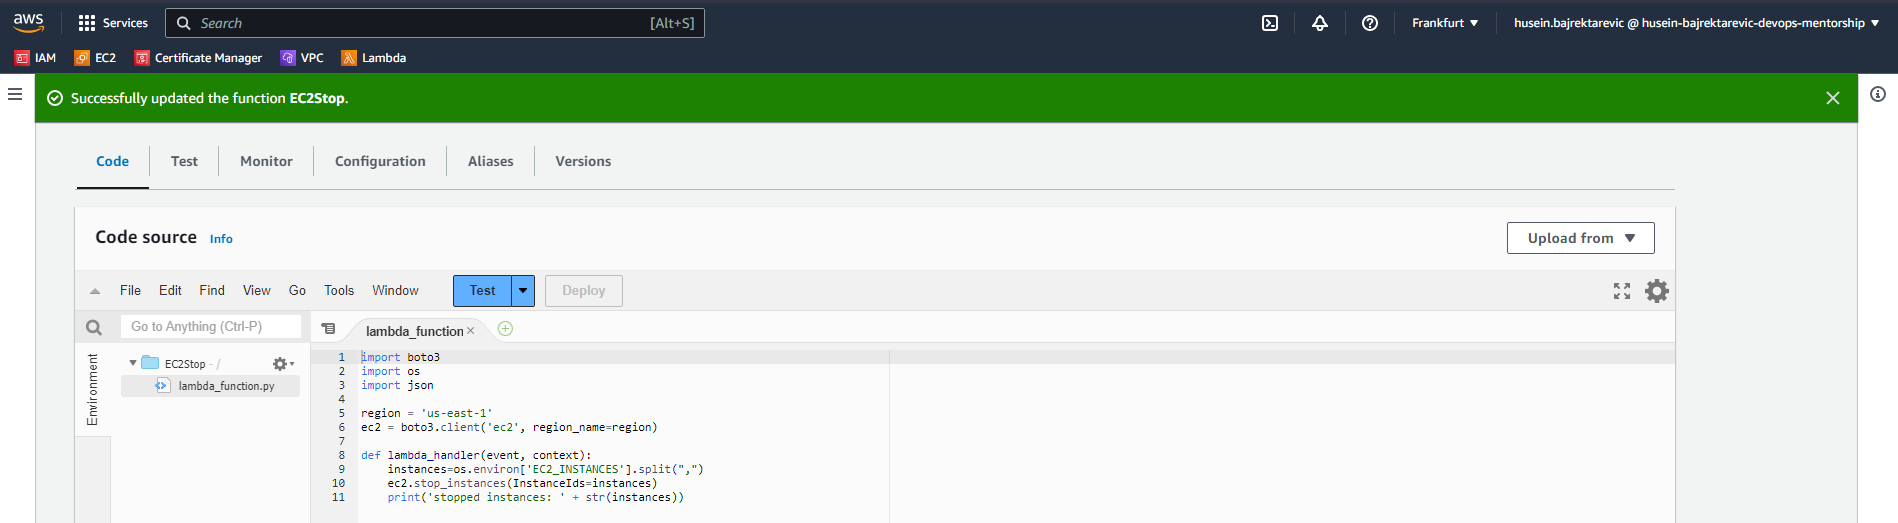 aws
Services
Search [Alt+S]
Frankfurt
husein.bajrektarevic @ husein-bajrektarevic-devops-mentorship
IAM EC2 Certificate Manager VPC Lambda
Successfully updated the function EC2Stop.
Code Test Monitor Configuration Aliases Versions
Code source Info
Upload from
File Edit Find View Go Tools Window Test Deploy
Go to Anything (Ctrl-P)
lambda_function
Environment
EC2Stop - /
lambda_function.py
1 import boto3
2 import os
3 import json
4
5 region = 'us-east-1'
6 ec2 = boto3.client('ec2', region_name=region)
7
8 def lambda_handler(event, context):
9     instances=os.environ['EC2_INSTANCES'].split(",")
10     ec2.stop_instances(InstanceIds=instances)
11     print('stopped instances: ' + str(instances))